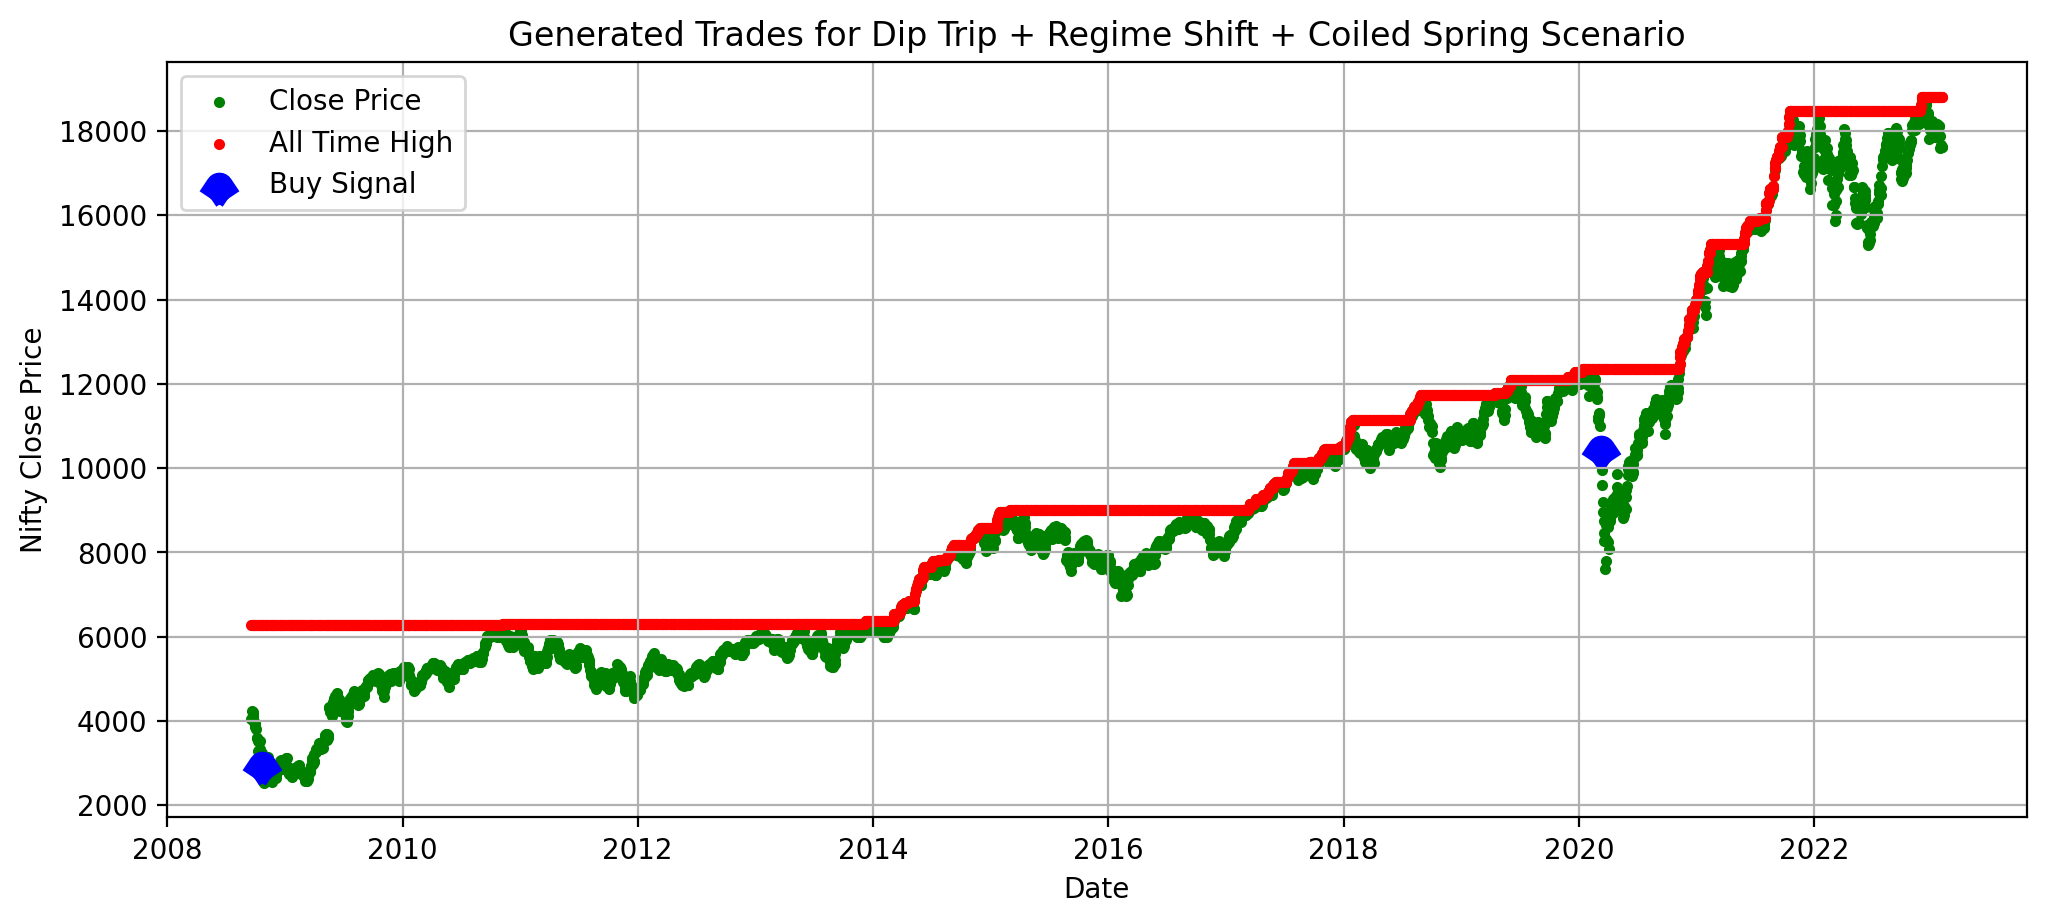 Generated Trades for Dip Trip + Regime Shift + Coiled Spring Scenario
Close Price
All Time High
Buy Signal
18000
16000
14000
12000
10000
8000
6000
4000
2000
Nifty Close Price
2008 2010 2012 2014 2016 2018 2020 2022
Date